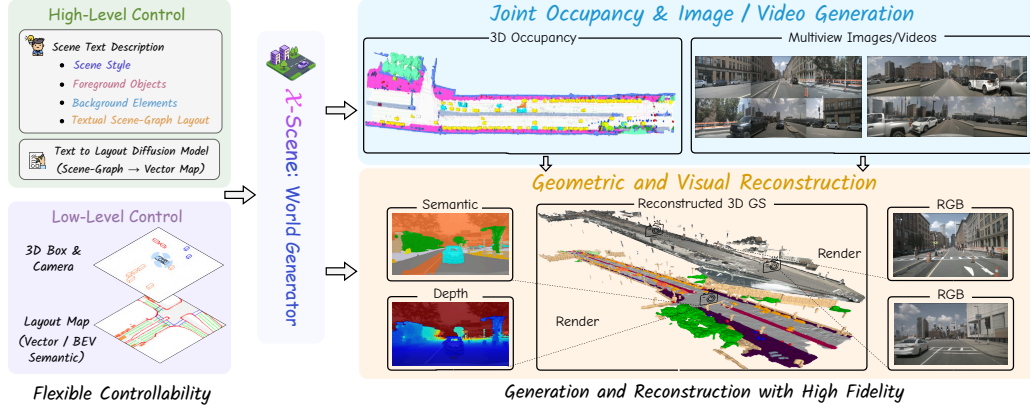 High-Level Control
Scene Text Description
• Scene Style
• Foreground Objects
• Background Elements
• Textual Scene-Graph Layout
Text to Layout Diffusion Model
(Scene-Graph → Vector Map)
Low-Level Control
3D Box &
Camera
Layout Map
(Vector / BEV
Semantic)
Flexible Controllability
𝒳-Scene: World Generator
Joint Occupancy & Image / Video Generation
3D Occupancy
Multiview Images/Videos
Geometric and Visual Reconstruction
Semantic
Depth
Reconstructed 3D GS
Render
Render
RGB
RGB
Generation and Reconstruction with High Fidelity